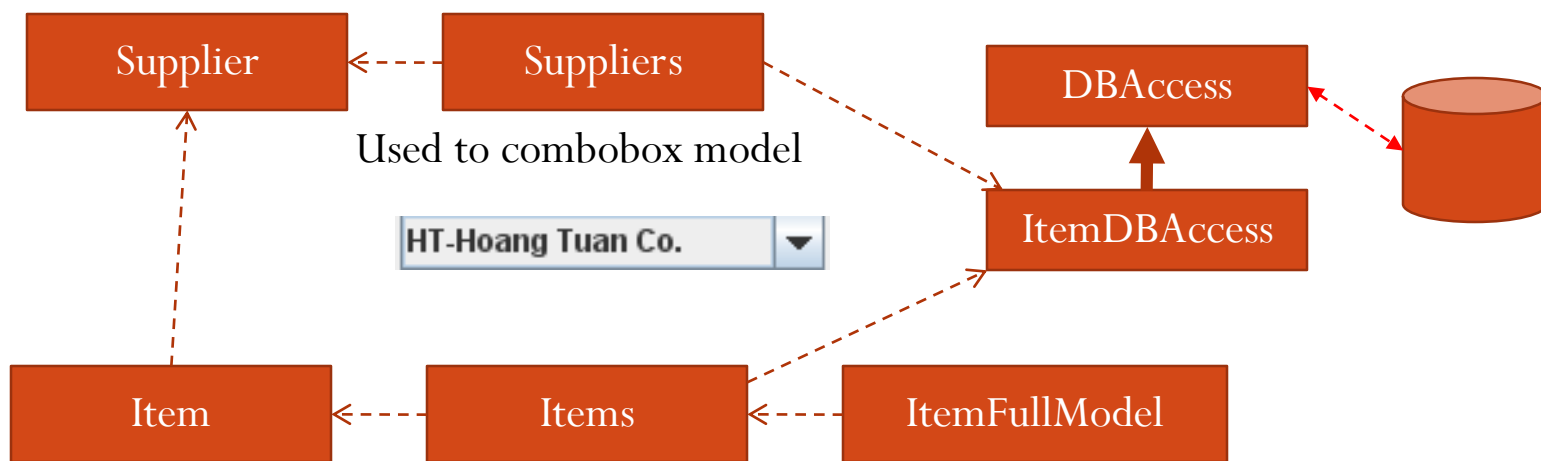 Supplier
Suppliers
DBAccess
Used to combobox model
ItemDBAccess
HT-Hoang Tuan Co.
Item
Items
ItemFullModel